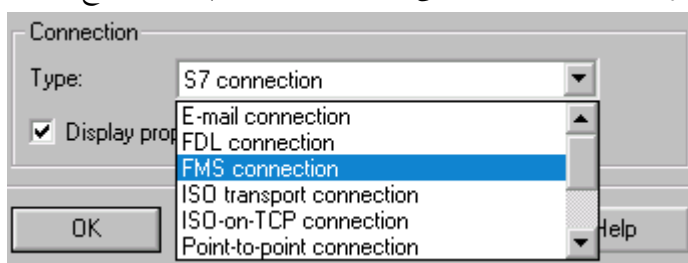 Connection
Type:
S7 connection
E-mail connection
Display prop
FDL connection
FMS connection
ISO transport connection
ISO-on-TCP connection
Point-to-point connection
OK
Help